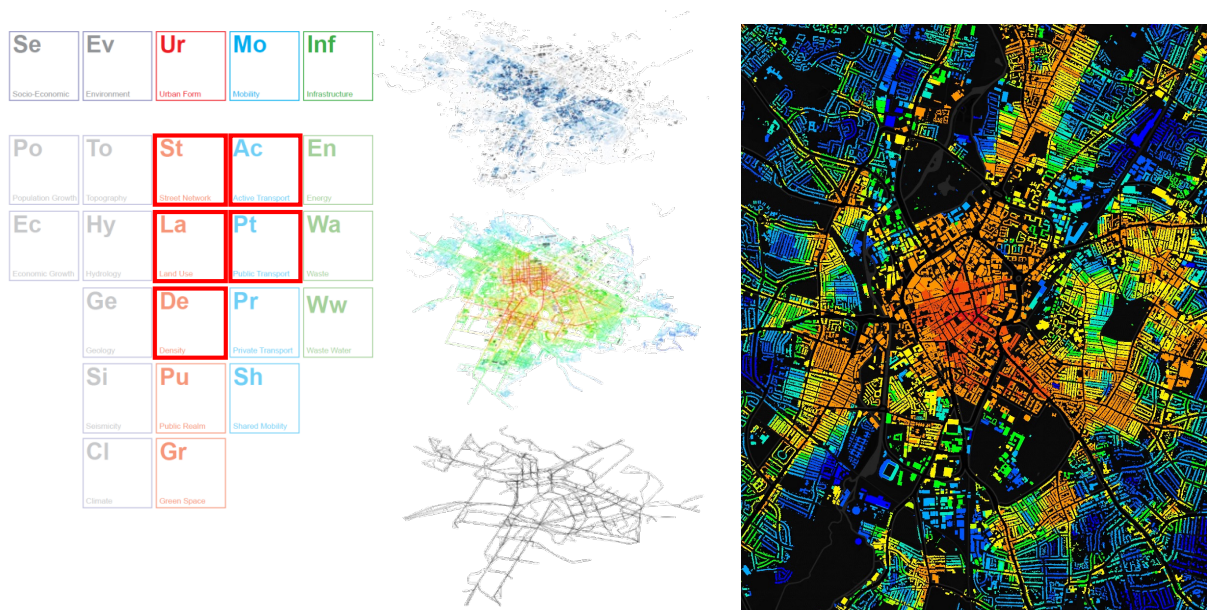 Se
Ev
Ur
Mo
Inf
Socio-Economic
Environment
Urban Form
Mobility
Infrastructure
Po
To
St
Ac
En
Population Growth
Topography
Street Network
Active Transport
Energy
Ec
Hy
La
Pt
Wa
Economic Growth
Hydrology
Land Use
Public Transport
Waste
Ge
De
Pr
Ww
Geology
Density
Private Transport
Waste Water
Si
Pu
Sh
Seismicity
Public Realm
Shared Mobility
Cl
Gr
Climate
Green Space